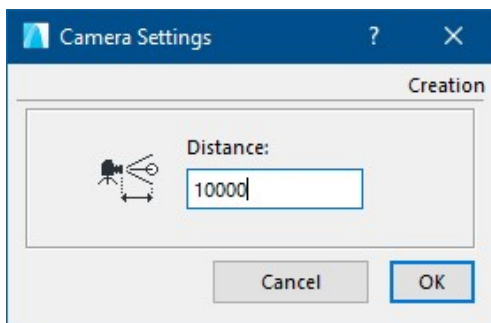 Camera Settings ? ×
Creation
Distance:
10000
Cancel OK